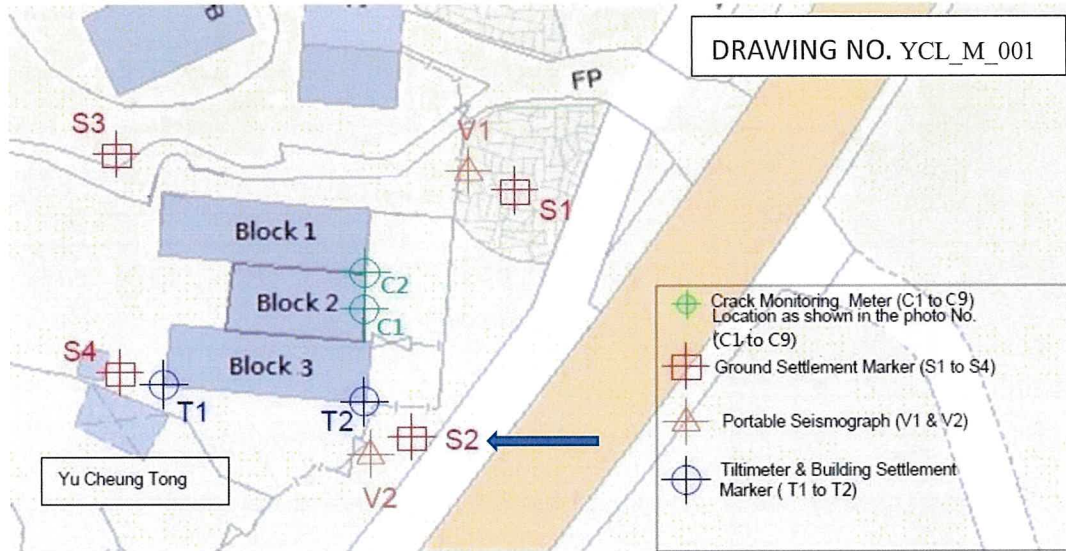 DRAWING NO. YCL_M_001
FP
S3
V1
S1
Block 1
C2
Block 2
C1
Block 3
S4
T1
T2
S2
V2
Yu Cheung Tong
Crack Monitoring Meter (C1 to C9)
Location as shown in the photo No.
(C1 to C9)
Ground Settlement Marker (S1 to S4)
Portable Seismograph (V1 & V2)
Tiltimeter & Building Settlement
Marker ( T1 to T2)